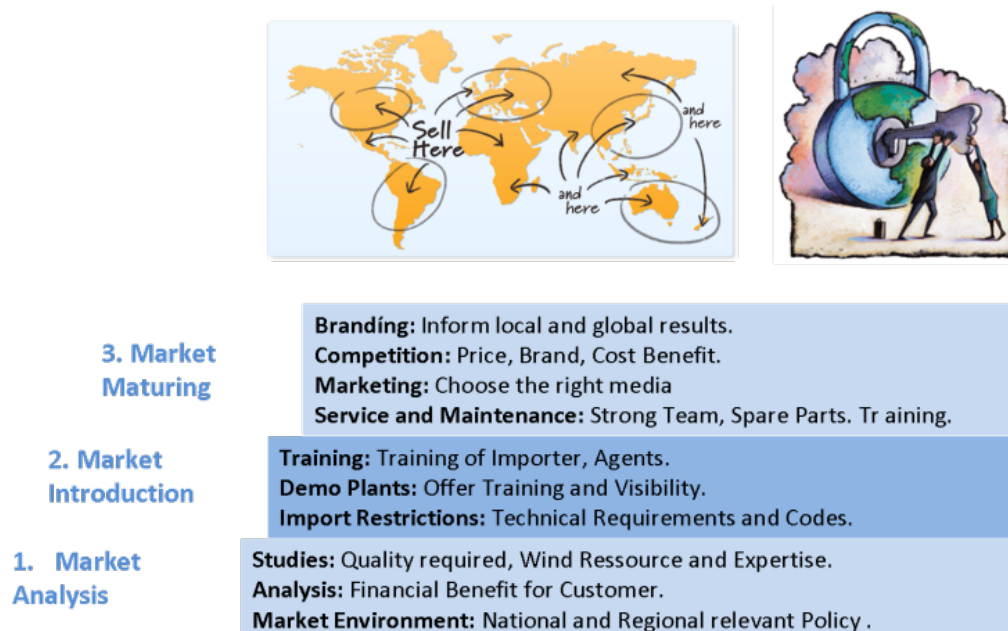 Sell
Here
and
here
and
here
3. Market
Maturing
Brandíng: Inform local and global results.
Competition: Price, Brand, Cost Benefit.
Marketing: Choose the right media
Service and Maintenance: Strong Team, Spare Parts. Tr aining.
2. Market
Introduction
Training: Training of Importer, Agents.
Demo Plants: Offer Training and Visibility.
Import Restrictions: Technical Requirements and Codes.
1. Market
Analysis
Studies: Quality required, Wind Ressource and Expertise.
Analysis: Financial Benefit for Customer.
Market Environment: National and Regional relevant Policy .